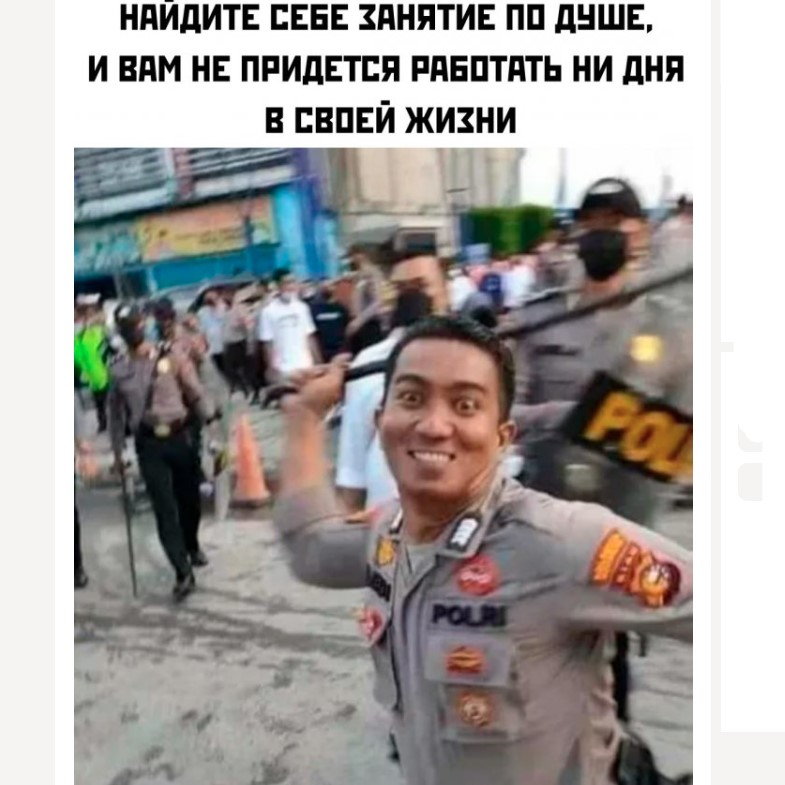 НАЙДИТЕ СЕБЕ ЗАНЯТИЕ ПО ДУШЕ,
И ВАМ НЕ ПРИДЕТСЯ РАБОТАТЬ НИ ДНЯ
В СВОЕЙ ЖИЗНИ
POL
POLRI